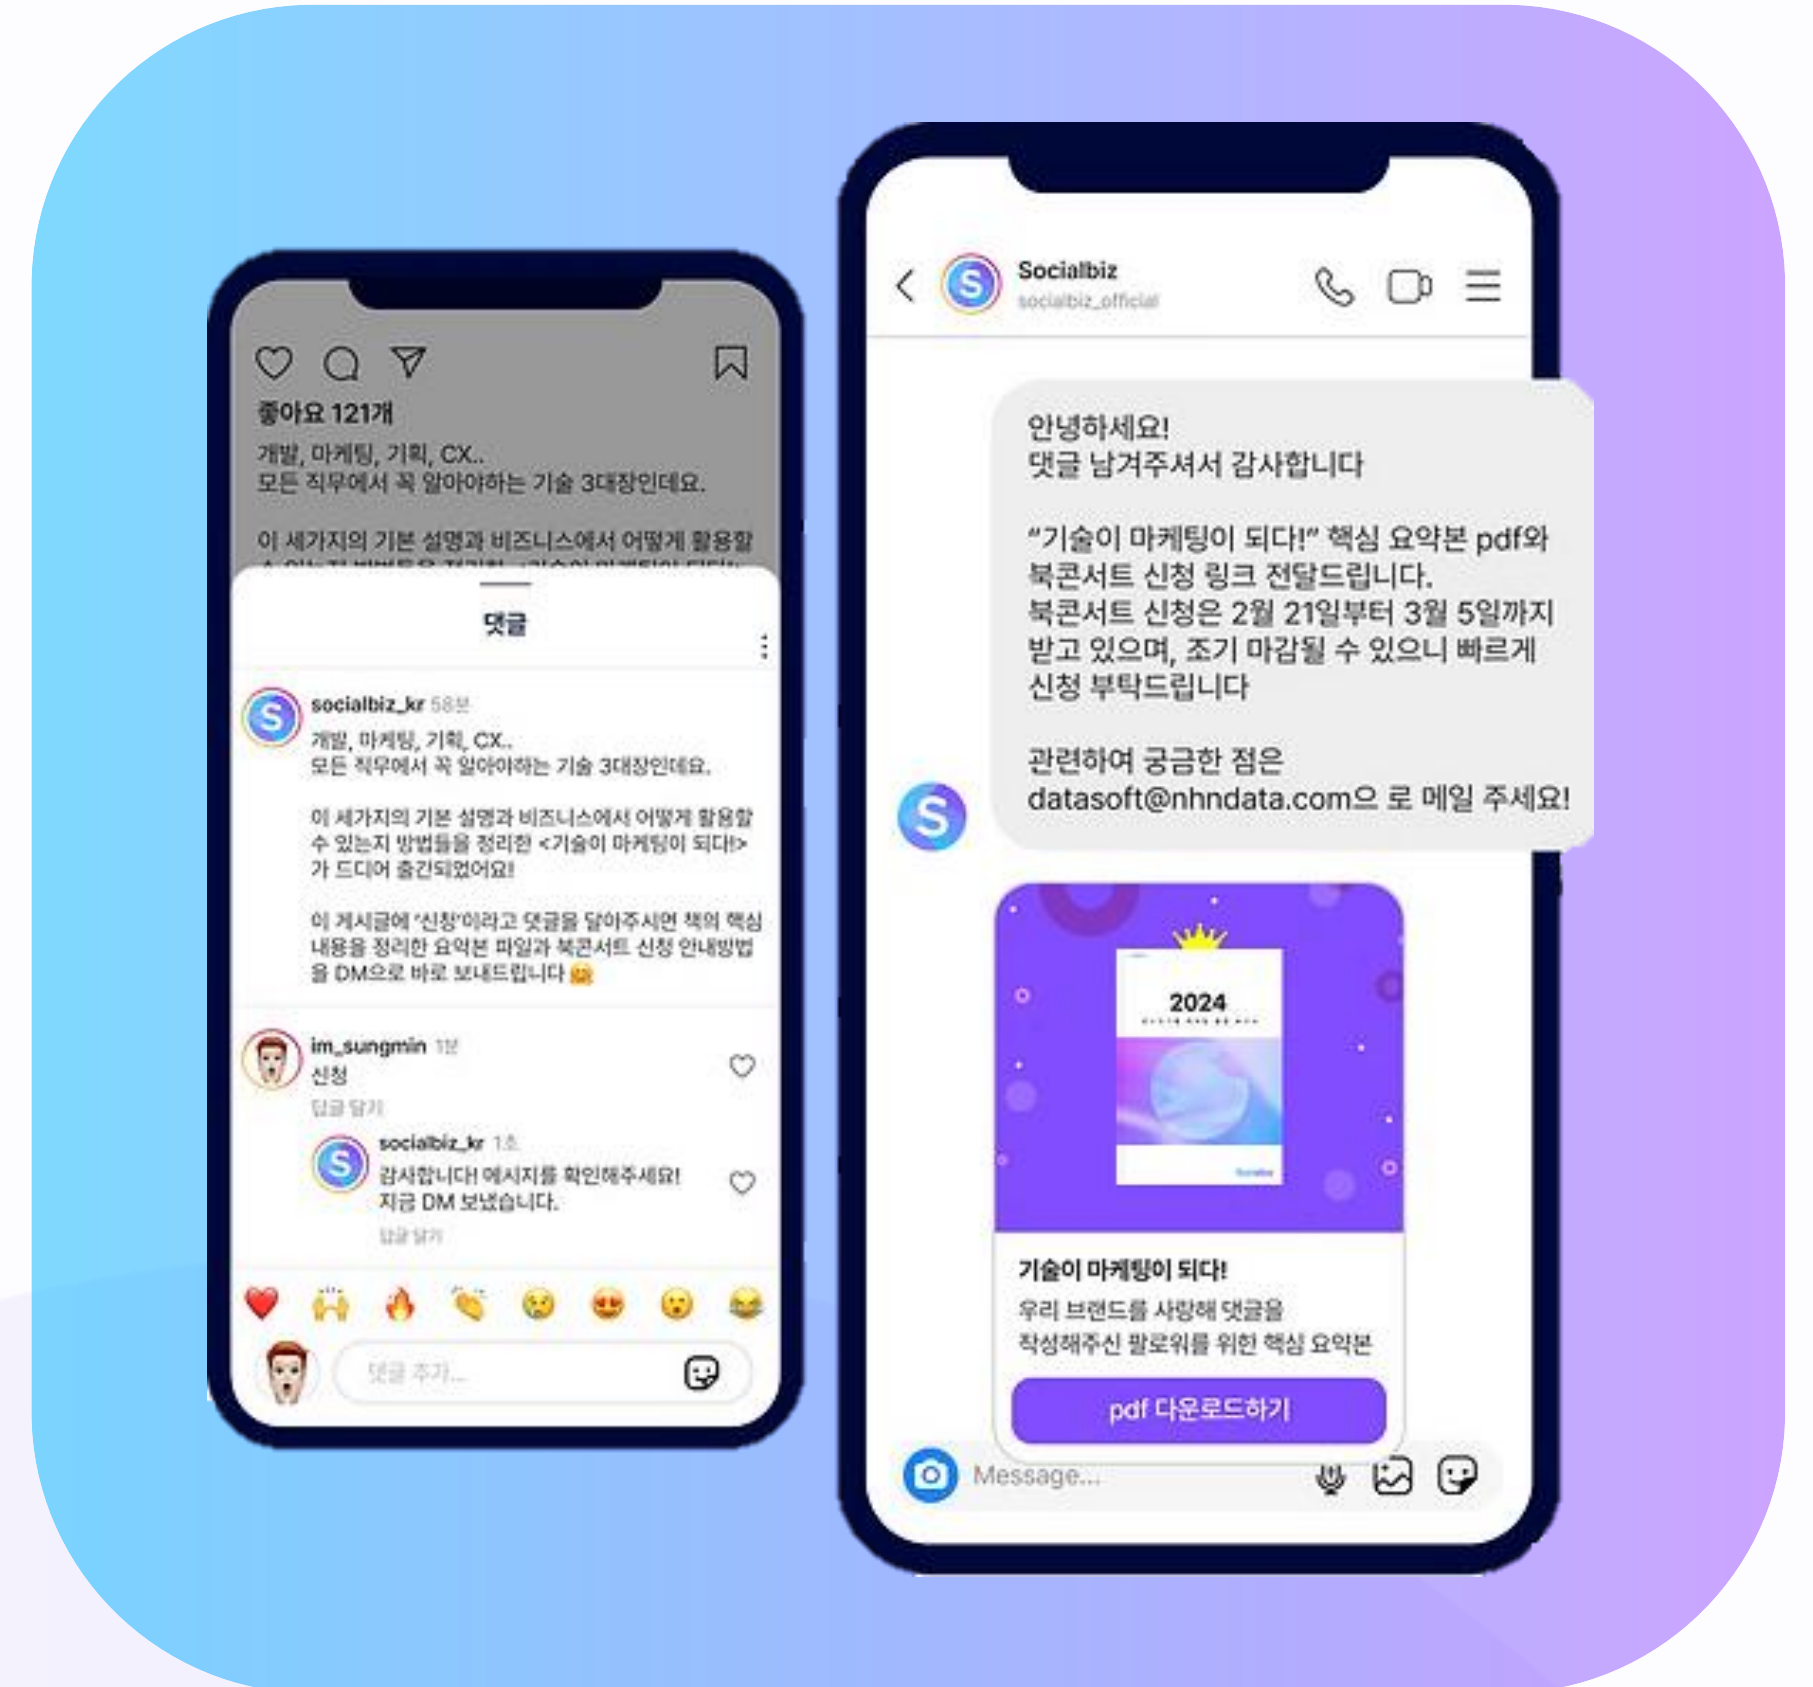 좋아요 121개
개발, 마케팅, 기획, CX..
모든 직무에서 꼭 알아야하는 기술 3대장인데요.
이 세가지의 기본 설명과 비즈니스에서 어떻게 활용할
댓글
socialbiz_kr 58분
개발, 마케팅, 기획, CX..
모든 직무에서 꼭 알아야하는 기술 3대장인데요.
이 세가지의 기본 설명과 비즈니스에서 어떻게 활용할
수 있는지 방법들을 정리한 <기술이 마케팅이 되다!>
가 드디어 출간되었어요!
이 게시글에 '신청'이라고 댓글을 달아주시면 책의 핵심
내용을 정리한 요약본 파일과 북콘서트 신청 안내방법
을 DM으로 바로 보내드립니다 🤗
im_sungmin 1분
신청
답글 달기
socialbiz_kr 1초
감사합니다! 메시지를 확인해주세요!
지금 DM 보냈습니다.
답글 달기
댓글 추가...
Socialbiz
socialbiz_official
안녕하세요!
댓글 남겨주셔서 감사합니다
“기술이 마케팅이 되다!” 핵심 요약본 pdf와
북콘서트 신청 링크 전달드립니다.
북콘서트 신청은 2월 21일부터 3월 5일까지
받고 있으며, 조기 마감될 수 있으니 빠르게
신청 부탁드립니다
관련하여 궁금한 점은
datasoft@nhndata.com으 로 메일 주세요!
S
2024
기술이 마케팅이 되다!
우리 브랜드를 사랑해 댓글을
작성해주신 팔로워를 위한 핵심 요약본
pdf 다운로드하기
Message...